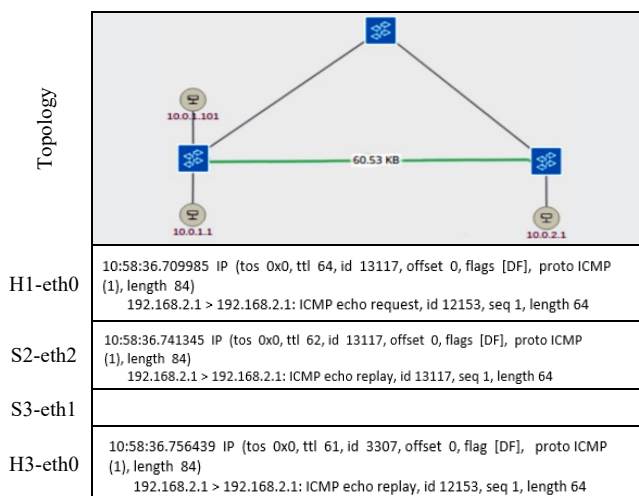 Topology
10.0.1.101
60.53 KB
10.0.1.1
10.0.2.1
H1-eth0
10:58:36.709985 IP (tos 0x0, ttl 64, id 13117, offset 0, flags [DF], proto ICMP
(1), length 84)
192.168.2.1 > 192.168.2.1: ICMP echo request, id 12153, seq 1, length 64
S2-eth2
10:58:36.741345 IP (tos 0x0, ttl 62, id 13117, offset 0, flags [DF], proto ICMP
(1), length 84)
192.168.2.1 > 192.168.2.1: ICMP echo replay, id 13117, seq 1, length 64
S3-eth1
H3-eth0
10:58:36.756439 IP (tos 0x0, ttl 61, id 3307, offset 0, flag [DF], proto ICMP
(1), length 84)
192.168.2.1 > 192.168.2.1: ICMP echo replay, id 12153, seq 1, length 64